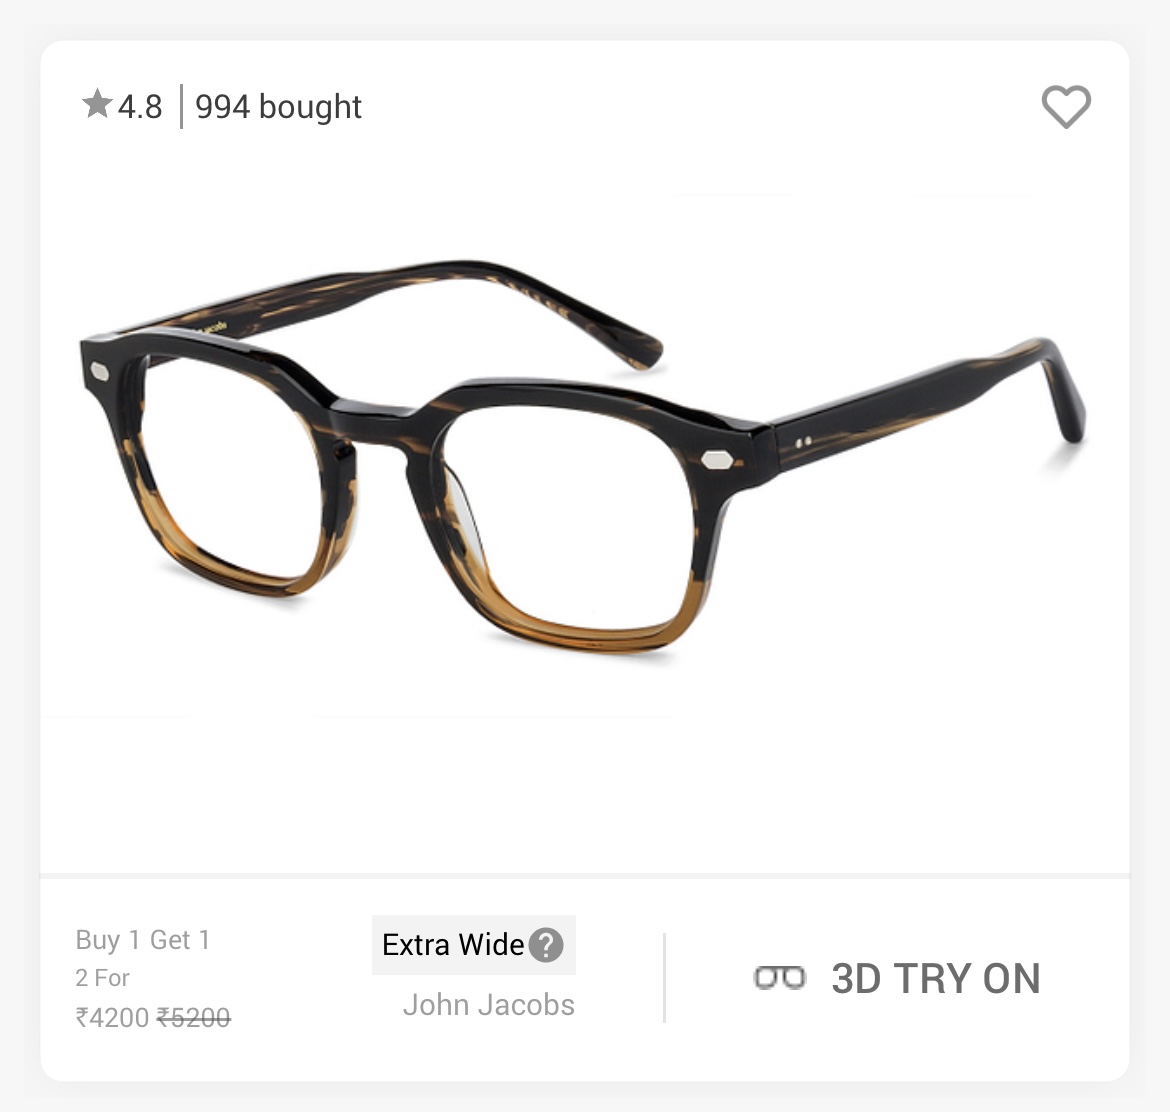 4.8 | 994 bought
Buy 1 Get 1
2 For
₹4200 ₹5200
Extra Wide ?
John Jacobs
3D TRY ON